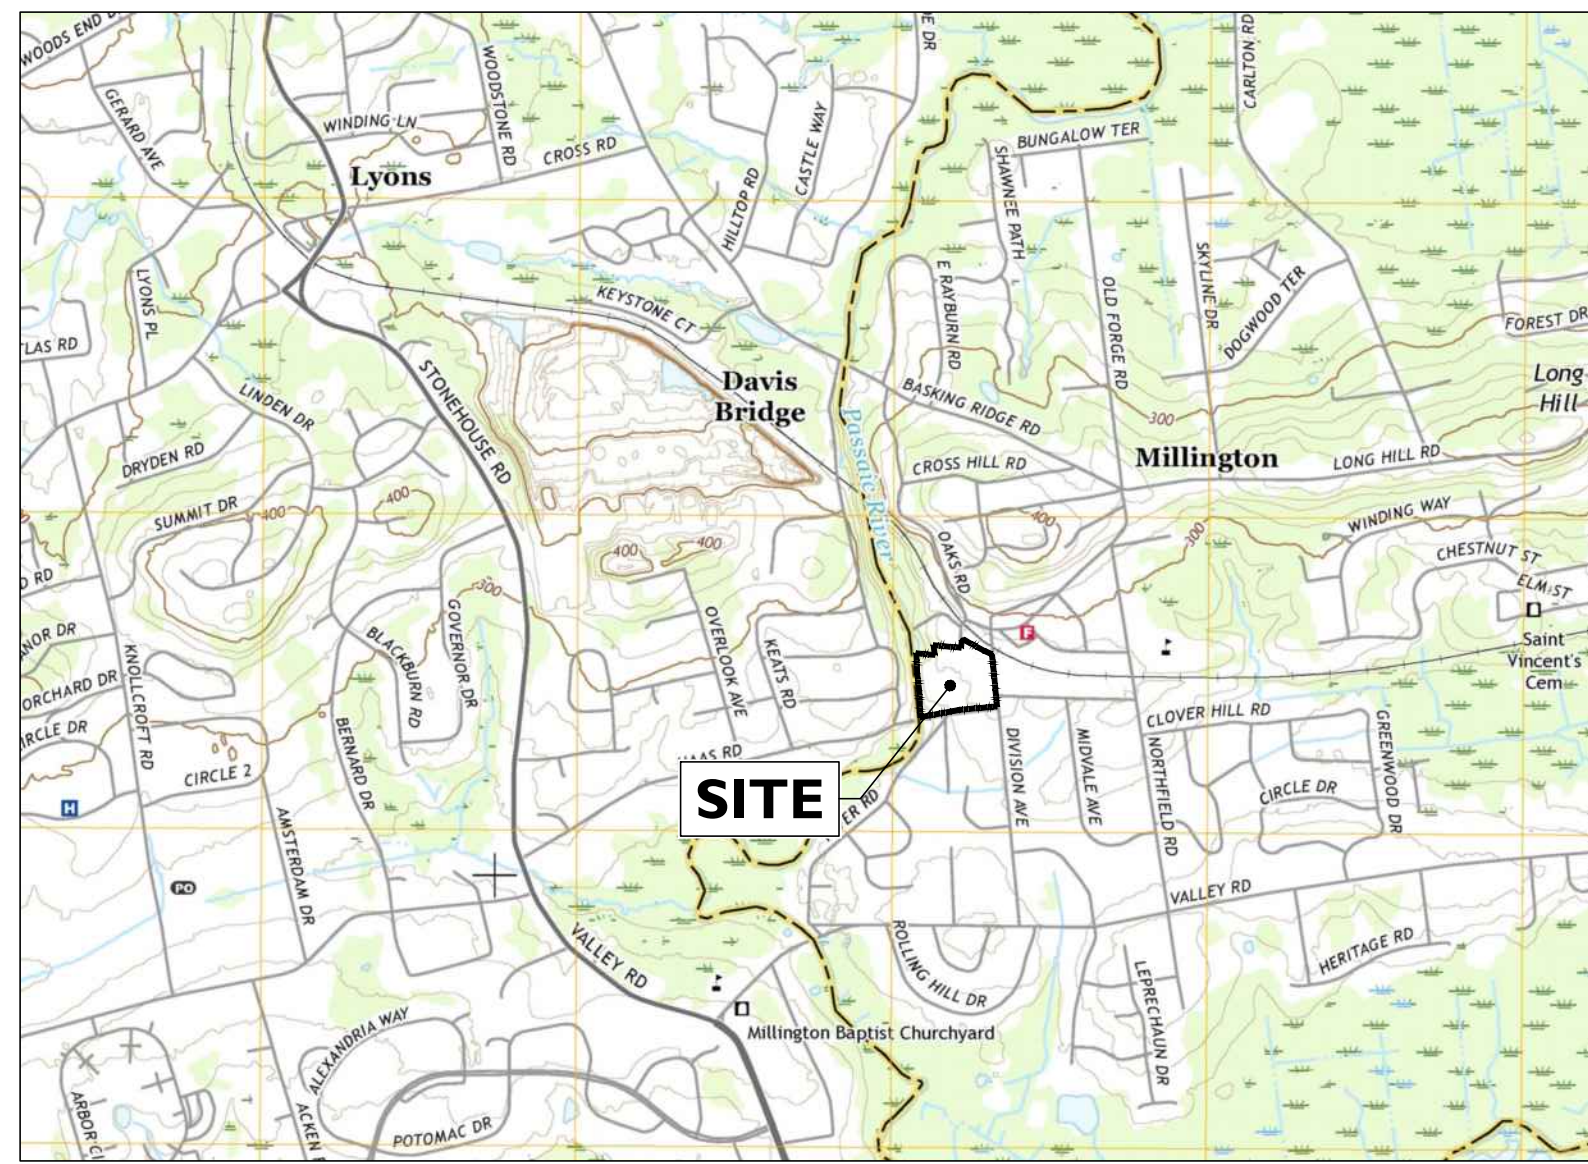 WOODS END D
GERARD AVE
WINDING LN
WOODSTONE RD
CROSS RD
Lyons
HILLTOP RD
CASTLE WAY
DE DR
SHAWNEE PATH
BUNGALOW TER
CARLTON RD
LYONS PL
LAS RD
KEYSTONE CT
E RAYBURN RD
OLD FORGE RD
SKYLINE DR
DOGWOOD TER
FOREST DR
STONEHOUSE RD
LINDEN DR
DRYDEN RD
SUMMIT DR
400
400
Davis
Bridge
BASKING RIDGE RD
Passaic River
CROSS HILL RD
300
Millington
LONG HILL RD
Long
Hill
400
400
400
OAKS RD
300
WINDING WAY
CHESTNUT ST
ELM ST
Saint
Vincent's
Cem
F
300
D RD
ANOR DR
ORCHARD DR
IRCLE DR
KNOLLCROFT RD
BLACKBURN RD
GOVERNOR DR
BERNARD DR
CIRCLE 2
H
AMSTERDAM DR
PO
OVERLOOK AVE
KEATS RD
HAAS RD
SITE
ER RD
DIVISION AVE
MIDVALE AVE
CLOVER HILL RD
NORTHFIELD RD
CIRCLE DR
GREENWOOD DR
VALLEY RD
VALLEY RD
ROLLING HILL DR
HERITAGE RD
LEPRECHAUN DR
Millington Baptist Churchyard
ALEXANDRIA WAY
POTOMAC DR
ARBOR CI
ACKEN